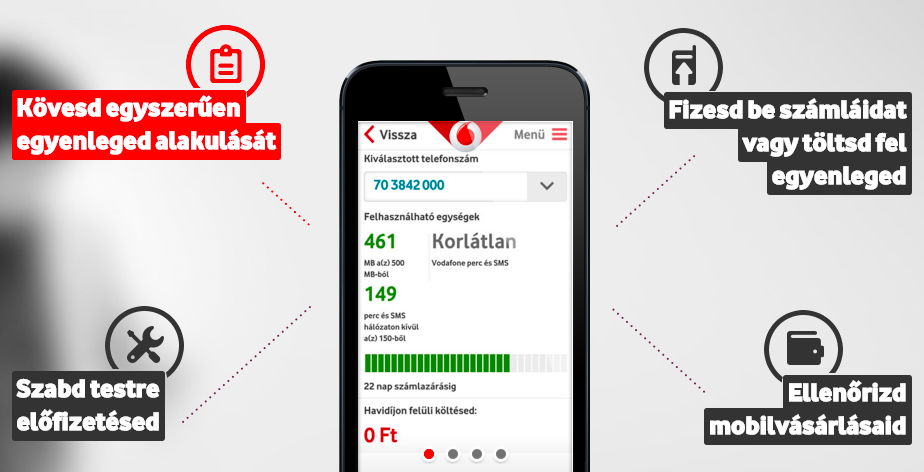 Kövesd egyszerűen
egyenleged alakulását
Fizesd be számláidat
vagy töltsd fel
egyenleged
Vissza
Menü
Kiválasztott telefonszám
70 3842 000
Felhasználható egységek
461
Korlátlan
MB a(z) 500
MB-ból
Vodafone perc és SMS
149
perc és SMS
hálózaton kívül
a(z) 150-ből
22 nap számlazárásig
Havidíjon felüli költésed:
0 Ft
Szabd testre
előfizetésed
Ellenőrizd
mobilvásárlásaid